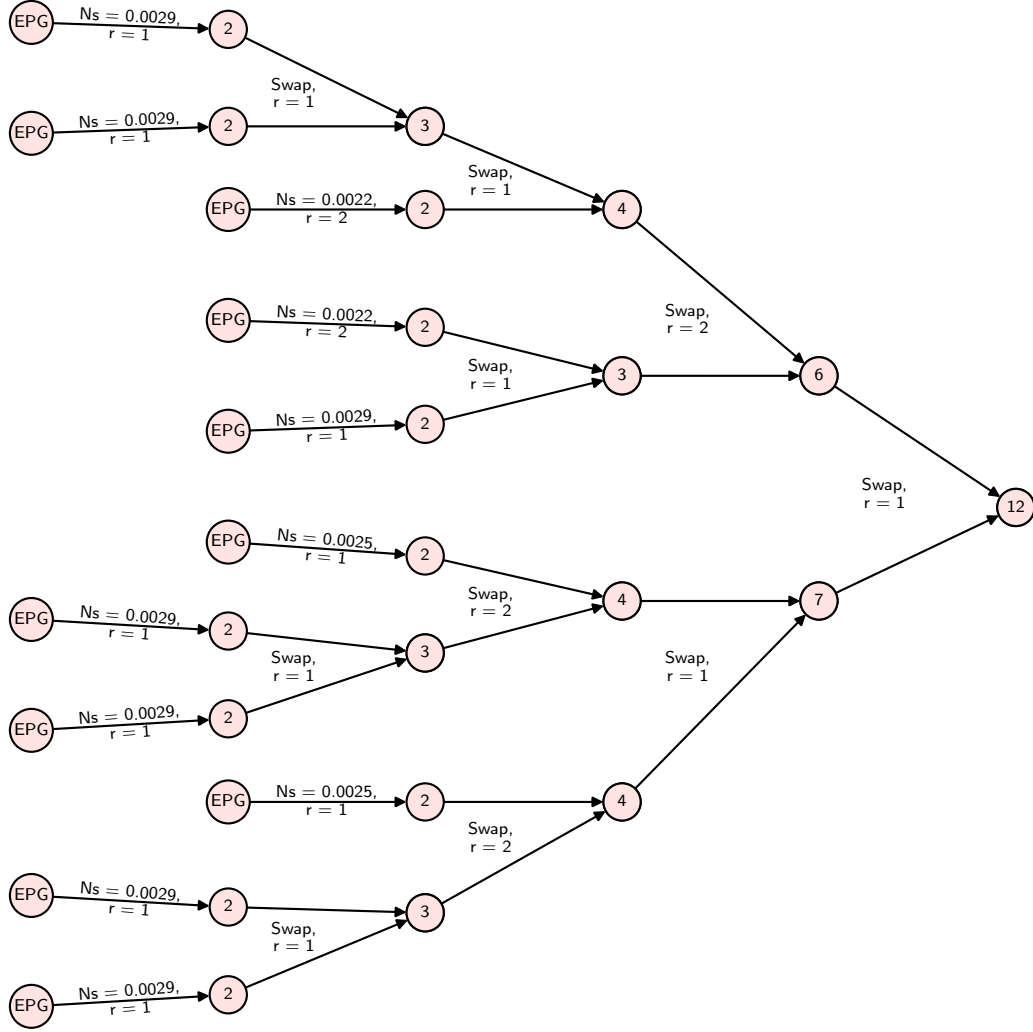 EPG
Ns = 0.0029,
r = 1
2
Swap,
r = 1
EPG
Ns = 0.0029,
r = 1
2
3
Swap,
r = 1
EPG
Ns = 0.0022,
r = 2
2
4
Swap,
r = 2
EPG
Ns = 0.0022,
r = 2
2
Swap,
r = 1
3
6
EPG
Ns = 0.0029,
r = 1
2
Swap,
r = 1
12
EPG
Ns = 0.0025,
r = 1
2
Swap,
r = 2
4
7
EPG
Ns = 0.0029,
r = 1
2
Swap,
r = 1
3
Swap,
r = 1
EPG
Ns = 0.0029,
r = 1
2
EPG
Ns = 0.0025,
r = 1
2
4
Swap,
r = 2
EPG
Ns = 0.0029,
r = 1
2
3
Swap,
r = 1
EPG
Ns = 0.0029,
r = 1
2